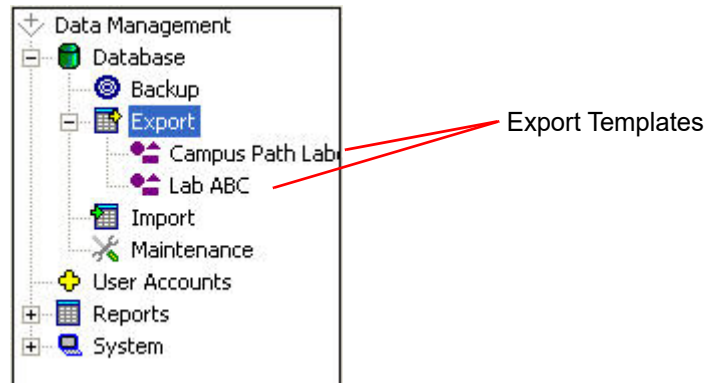 Data Management
Database
Backup
Export
Export Templates
Campus Path Lab
Lab ABC
Import
Maintenance
User Accounts
Reports
System